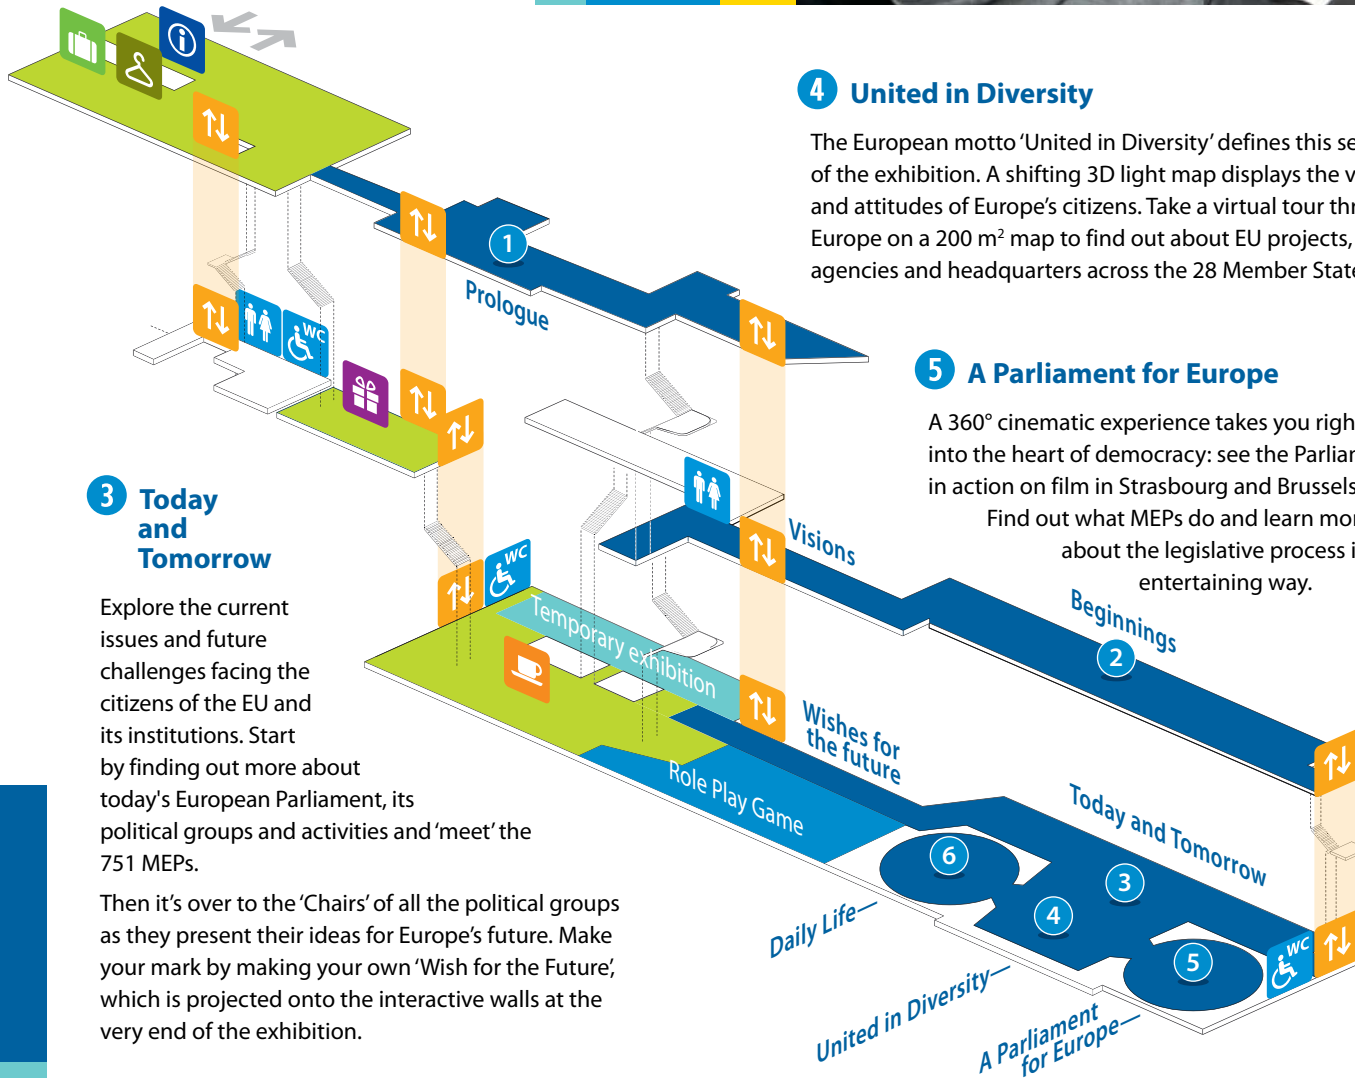 4 United in Diversity
The European motto ‘United in Diversity’ defines this
of the exhibition. A shifting 3D light map displays the
and attitudes of Europe’s citizens. Take a virtual tour
Europe on a 200 m² map to find out about EU projects,
agencies and headquarters across the 28 Member
5 A Parliament for Europe
A 360° cinematic experience takes you
into the heart of democracy: see the
in action on film in Strasbourg and Brussels
Find out what MEPs do and learn
about the legislative process
entertaining way.
3 Today
and
Tomorrow
Explore the current
issues and future
challenges facing the
citizens of the EU and
its institutions. Start
by finding out more about
today's European Parliament, its
political groups and activities and ‘meet’ the
751 MEPs.
Then it’s over to the ‘Chairs’ of all the political groups
as they present their ideas for Europe’s future. Make
your mark by making your own ‘Wish for the Future’,
which is projected onto the interactive walls at the
very end of the exhibition.
i
1
Prologue
WC
Visions
WC
Temporary exhibition
Beginnings
2
Wishes for
the future
Role Play Game
Today and Tomorrow
6
3
4
5
WC
Daily Life
United in Diversity
A Parliament
for Europe